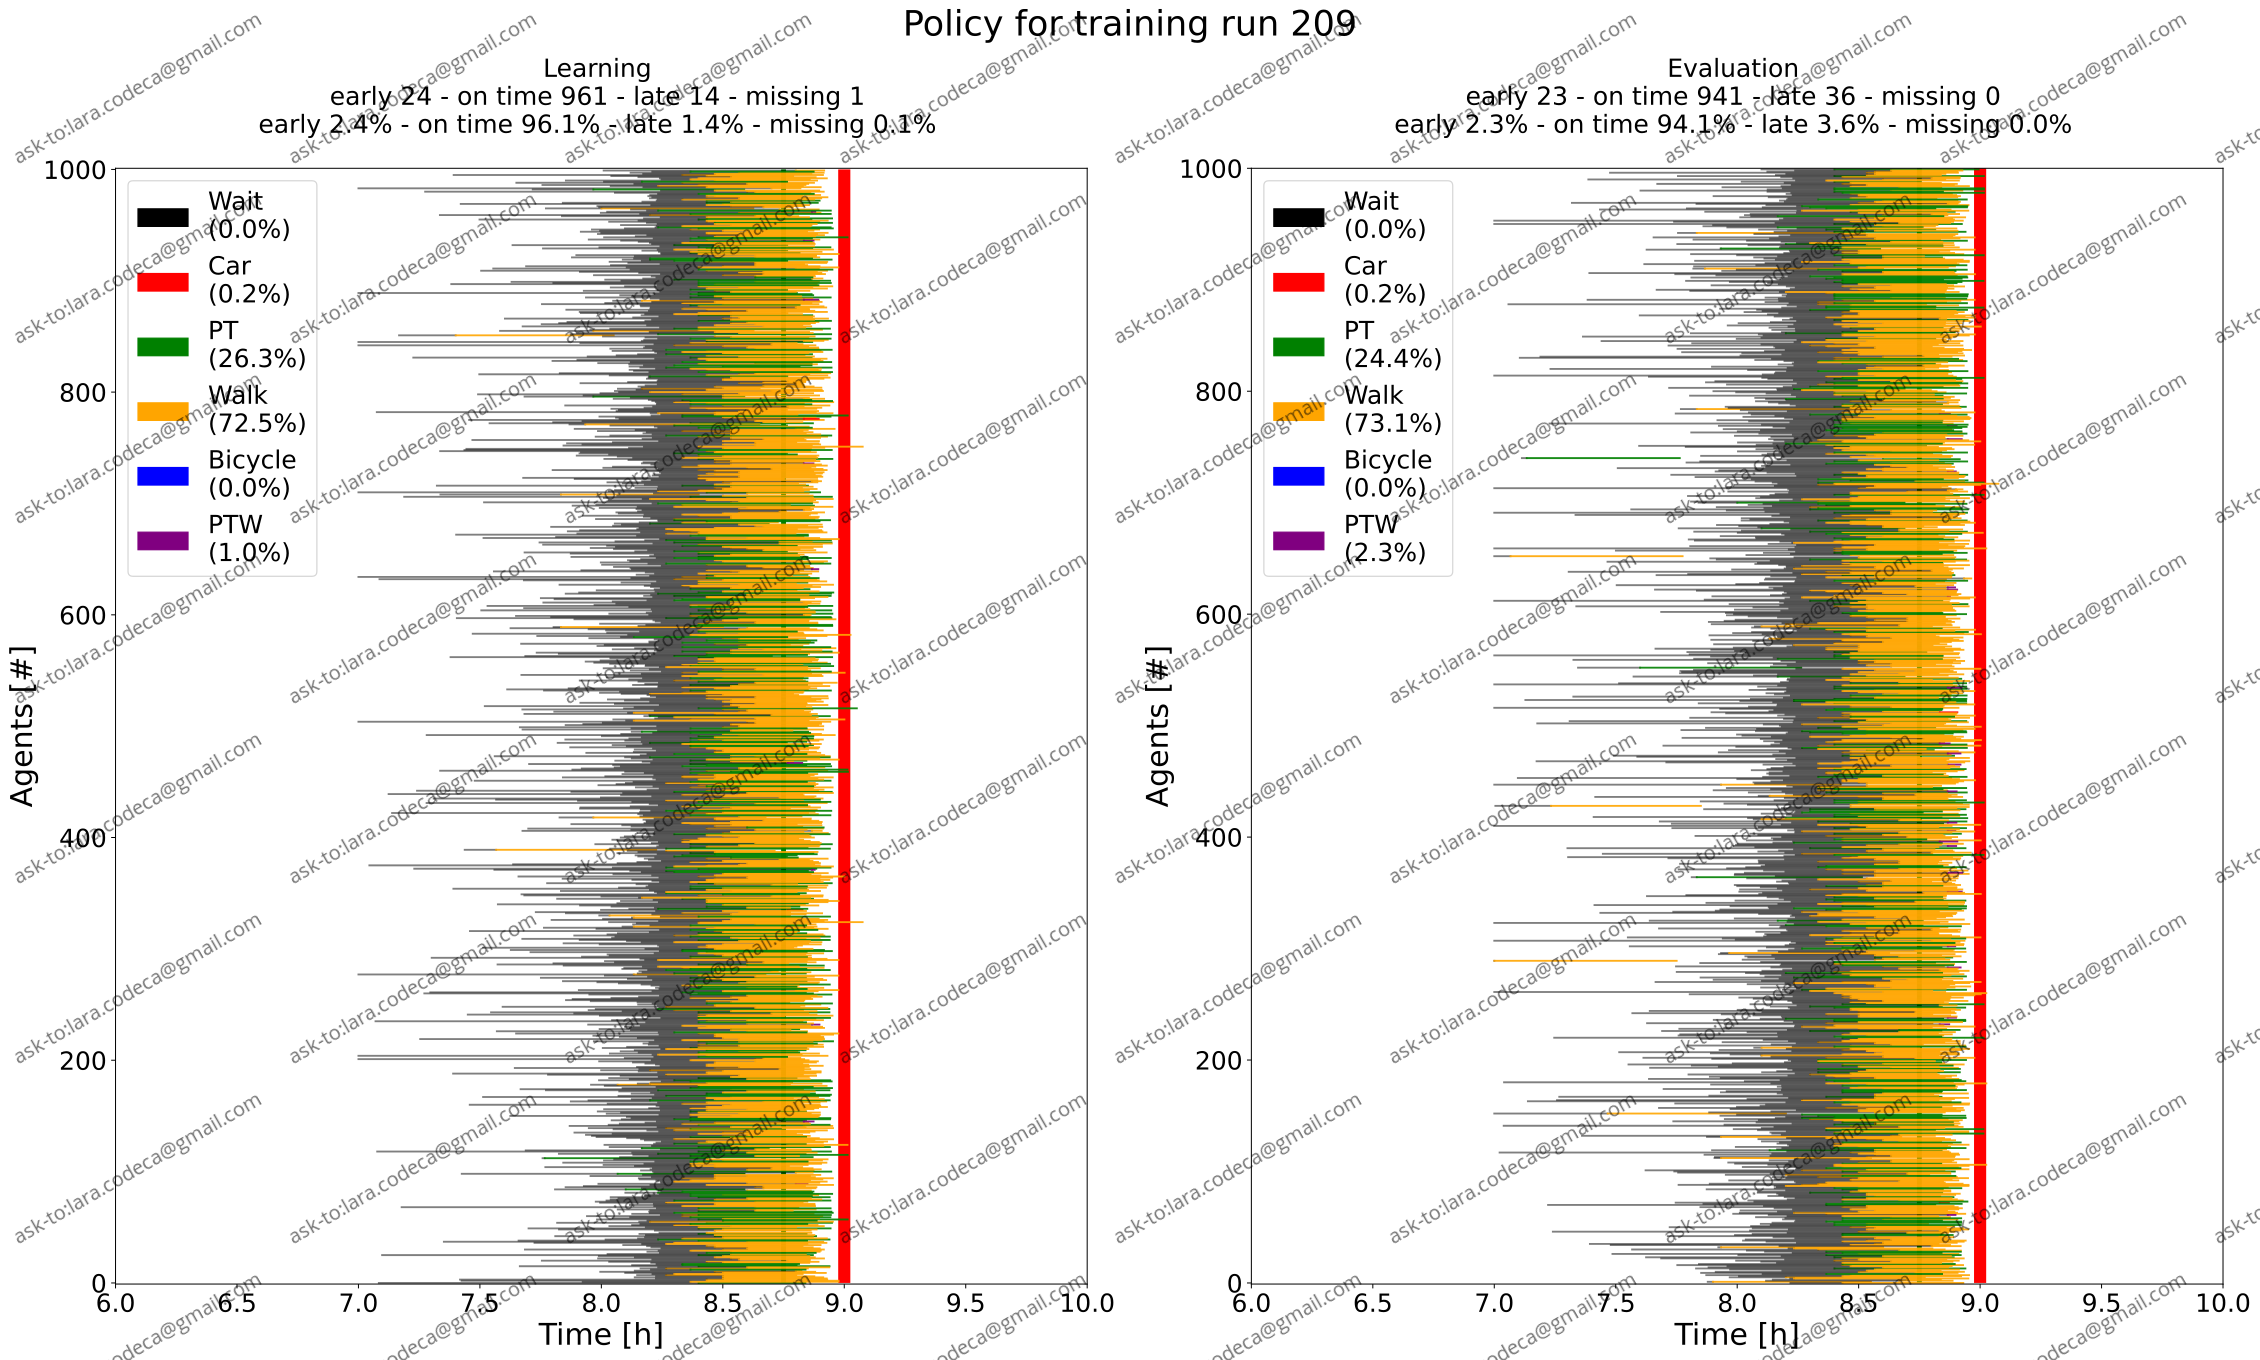 Policy for training run 209
Learning
early 24 - on time 961 - late 14 - missing 1
early 2.4% - on time 96.1% - late 1.4% - missing 0.1%
1000
800
600
400
200
0
Agents [#]
Wait
(0.0%)
Car
(0.2%)
PT
(26.3%)
Walk
(72.5%)
Bicycle
(0.0%)
PTW
(1.0%)
6.0 6.5 7.0 7.5 8.0 8.5 9.0 9.5 10.0
Time [h]
Evaluation
early 23 - on time 941 - late 36 - missing 0
early 2.3% - on time 94.1% - late 3.6% - missing 0.0%
1000
800
600
400
200
0
Agents [#]
Wait
(0.0%)
Car
(0.2%)
PT
(24.4%)
Walk
(73.1%)
Bicycle
(0.0%)
PTW
(2.3%)
6.0 6.5 7.0 7.5 8.0 8.5 9.0 9.5 10.0
Time [h]
ask-to:lara.codeca@gmail.com